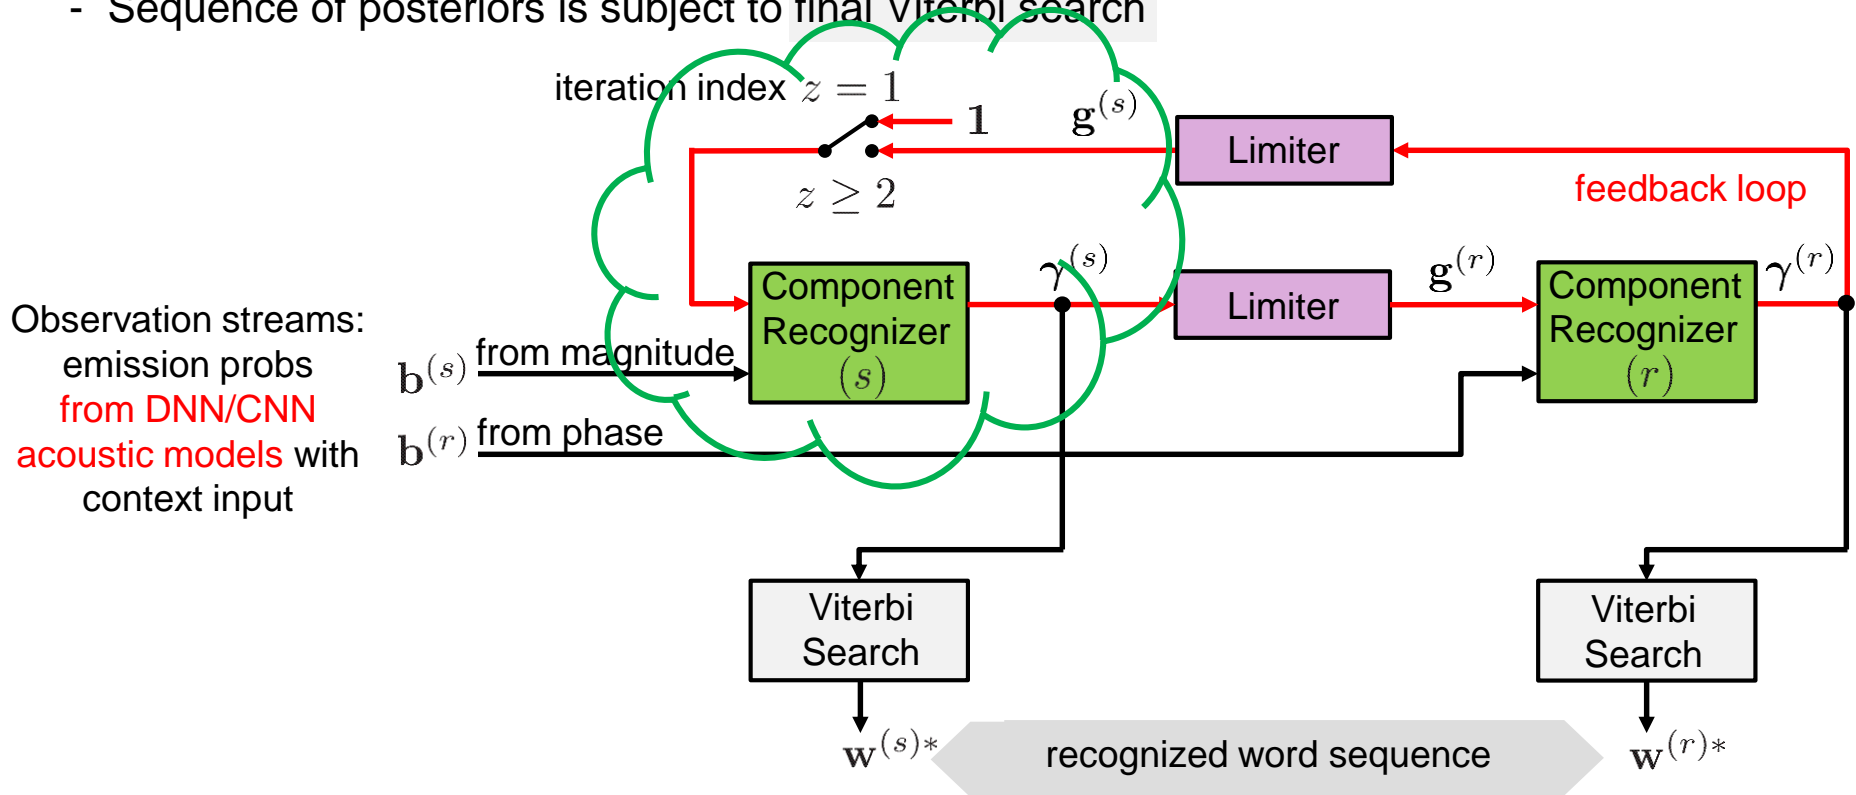 - Sequence of posteriors is subject to final Viterbi search
iteration index z = 1
1
g^(s)
Limiter
z ≥ 2
feedback loop
Component
Recognizer
(s)
γ^(s)
Limiter
g^(r)
Component
Recognizer
(r)
γ^(r)
Observation streams:
emission probs
from DNN/CNN
acoustic models with
context input
b^(s) from magnitude
b^(r) from phase
Viterbi
Search
Viterbi
Search
w^(s)*
recognized word sequence
w^(r)*